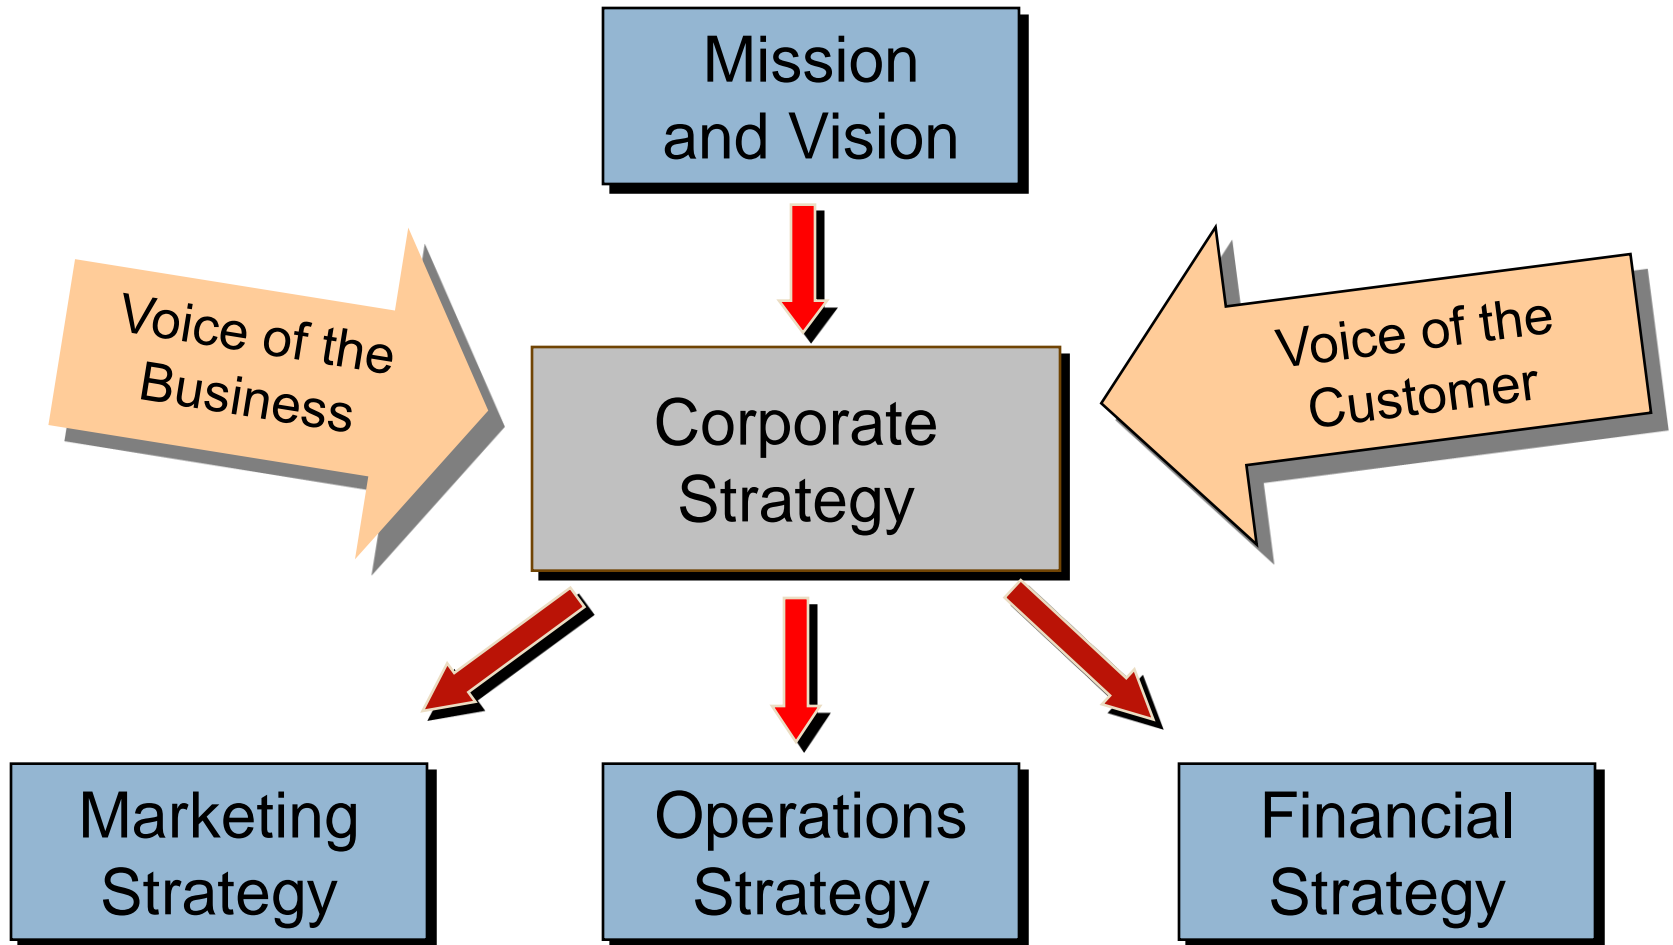 Mission
and Vision
Voice of the
Business
Voice of the
Customer
Corporate
Strategy
Marketing
Strategy
Operations
Strategy
Financial
Strategy